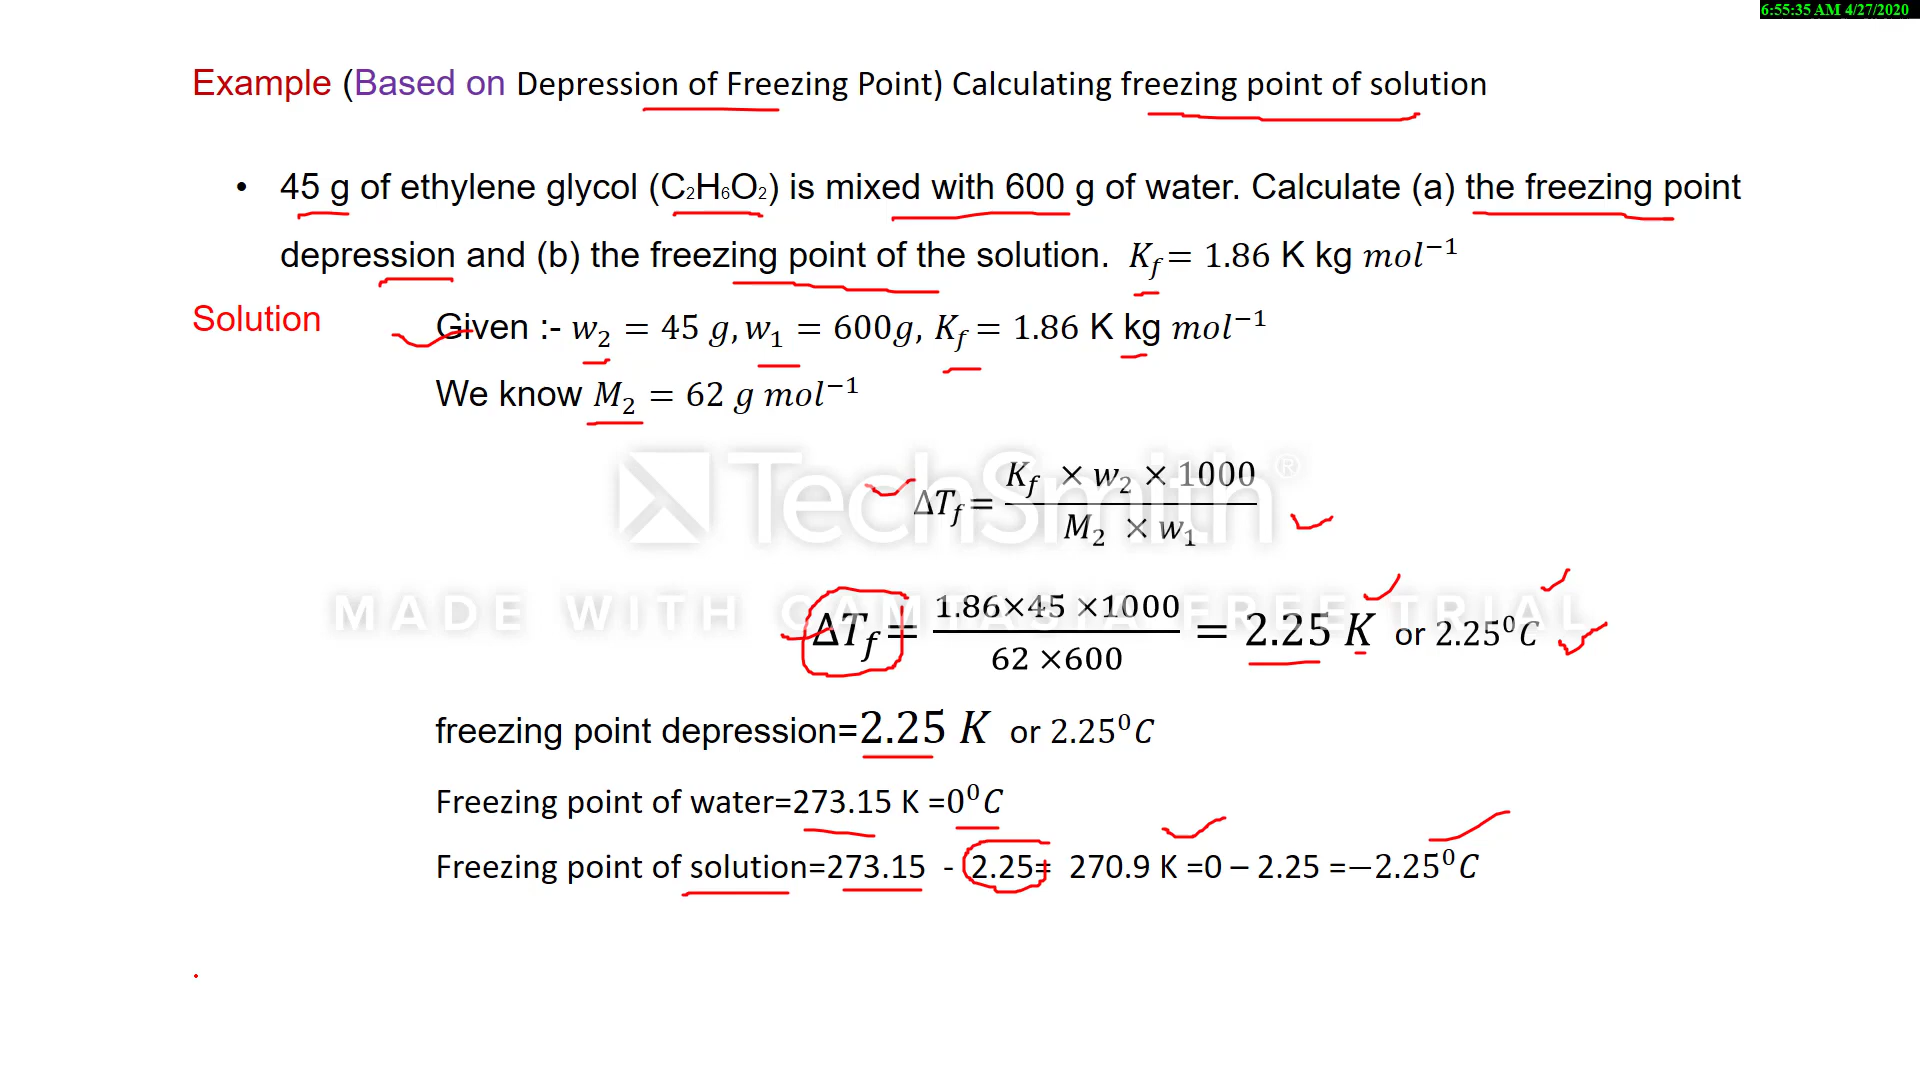 6:55:35 AM 4/27/2020
Example (Based on Depression of Freezing Point) Calculating freezing point of solution
• 45 g of ethylene glycol (C₂H₆O₂) is mixed with 600 g of water. Calculate (a) the freezing point
depression and (b) the freezing point of the solution. K_f = 1.86 K kg mol⁻¹
Solution
Given :- w₂ = 45 g, w₁ = 600g, K_f = 1.86 K kg mol⁻¹
We know M₂ = 62 g mol⁻¹
TechSmith®
ΔT_f = (K_f × w₂ × 1000) / (M₂ × w₁)
MADE WITH CAMTASIA FREE TRIAL
ΔT_f = (1.86×45 ×1000) / (62 ×600) = 2.25 K or 2.25⁰C
freezing point depression=2.25 K or 2.25⁰C
Freezing point of water=273.15 K =0⁰C
Freezing point of solution=273.15 - 2.25= 270.9 K =0 – 2.25 =−2.25⁰C